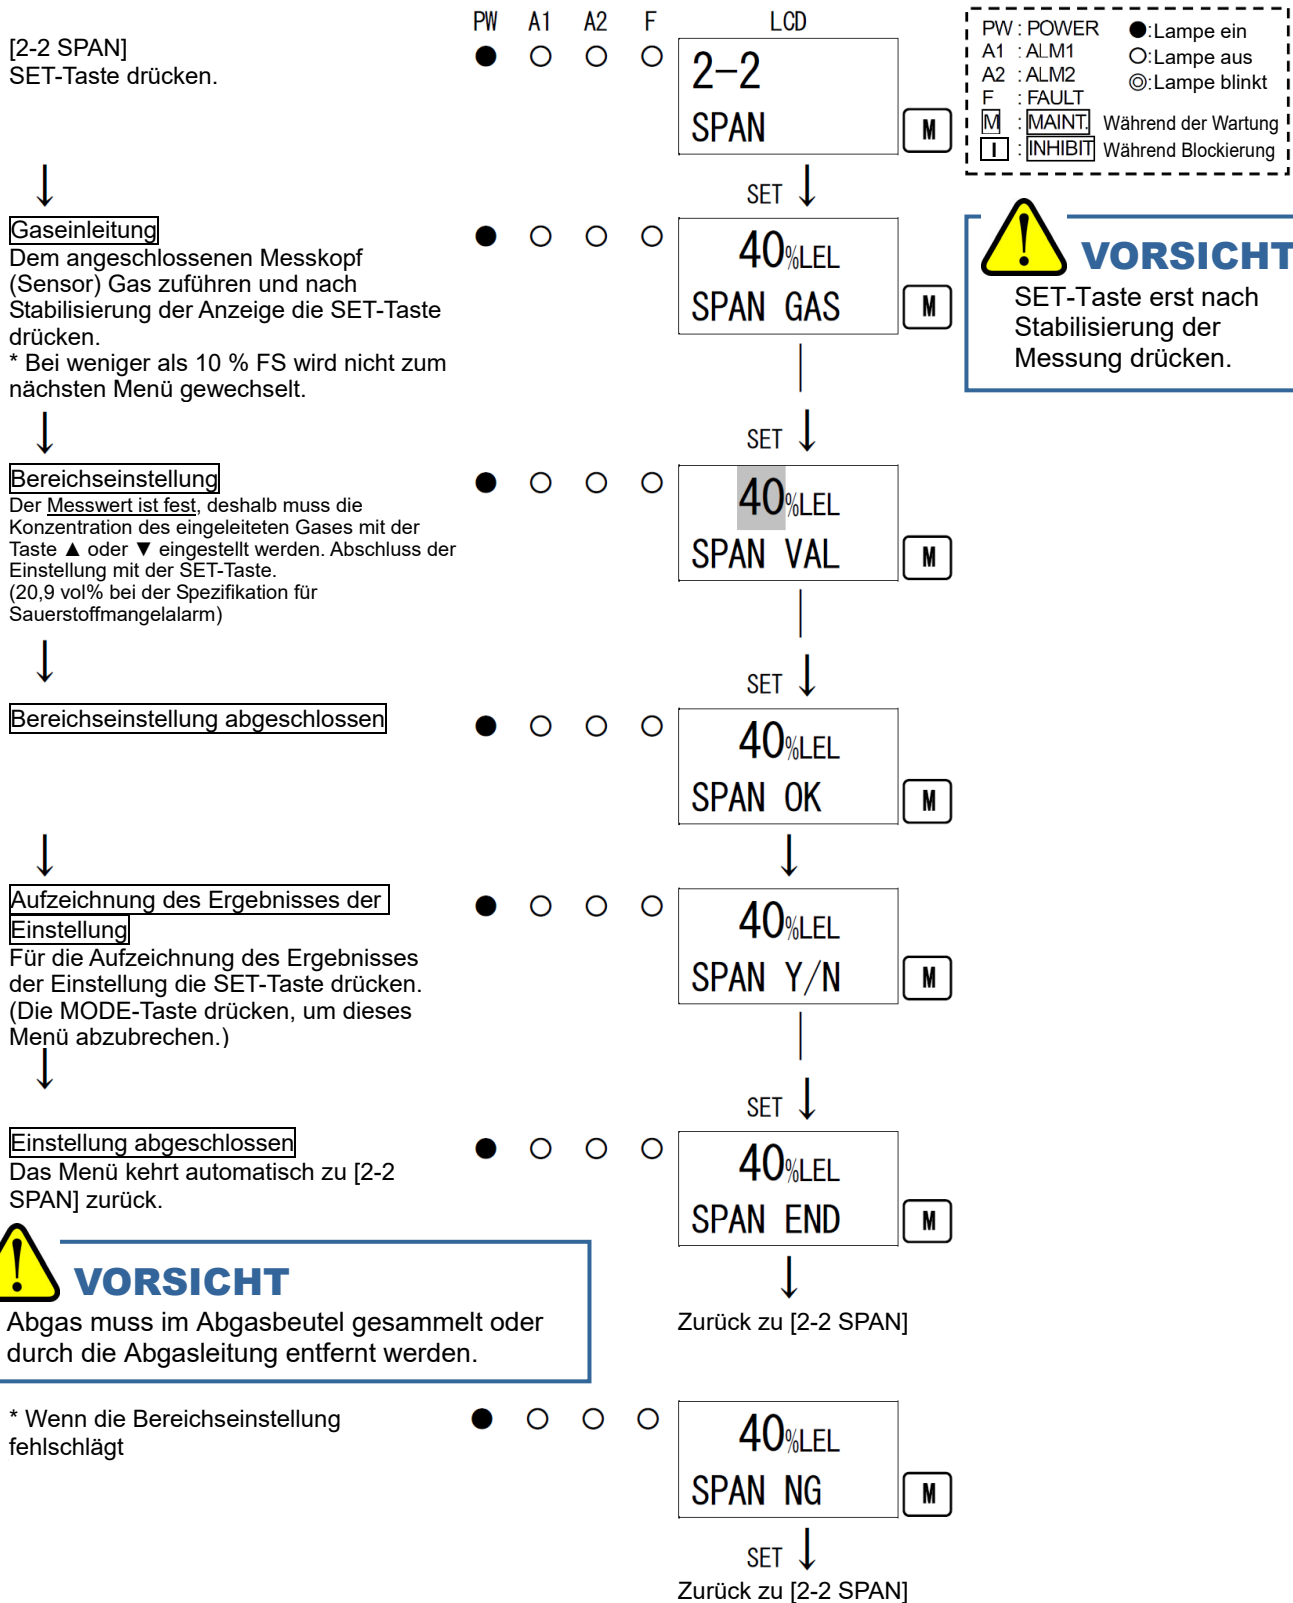 PW A1 A2 F LCD
[2-2 SPAN]
SET-Taste drücken.
● ○ ○ ○
2-2
SPAN
M
PW : POWER ●:Lampe ein
A1 : ALM1 ○:Lampe aus
A2 : ALM2 ◎:Lampe blinkt
F : FAULT
M : MAINT. Während der Wartung
I : INHIBIT Während Blockierung
↓
SET ↓
Gaseinleitung
Dem angeschlossenen Messkopf
(Sensor) Gas zuführen und nach
Stabilisierung der Anzeige die SET-Taste
drücken.
* Bei weniger als 10 % FS wird nicht zum
nächsten Menü gewechselt.
● ○ ○ ○
40%LEL
SPAN GAS
M
VORSICHT
SET-Taste erst nach
Stabilisierung der
Messung drücken.
↓
SET ↓
Bereichseinstellung
Der Messwert ist fest, deshalb muss die
Konzentration des eingeleiteten Gases mit der
Taste ▲ oder ▼ eingestellt werden. Abschluss der
Einstellung mit der SET-Taste.
(20,9 vol% bei der Spezifikation für
Sauerstoffmangelalarm)
● ○ ○ ○
40%LEL
SPAN VAL
M
↓
SET ↓
Bereichseinstellung abgeschlossen
● ○ ○ ○
40%LEL
SPAN OK
M
↓
↓
Aufzeichnung des Ergebnisses der
Einstellung
Für die Aufzeichnung des Ergebnisses
der Einstellung die SET-Taste drücken.
(Die MODE-Taste drücken, um dieses
Menü abzubrechen.)
● ○ ○ ○
40%LEL
SPAN Y/N
M
↓
SET ↓
Einstellung abgeschlossen
Das Menü kehrt automatisch zu [2-2
SPAN] zurück.
● ○ ○ ○
40%LEL
SPAN END
M
↓
Zurück zu [2-2 SPAN]
VORSICHT
Abgas muss im Abgasbeutel gesammelt oder
durch die Abgasleitung entfernt werden.
* Wenn die Bereichseinstellung
fehlschlägt
● ○ ○ ○
40%LEL
SPAN NG
M
SET ↓
Zurück zu [2-2 SPAN]